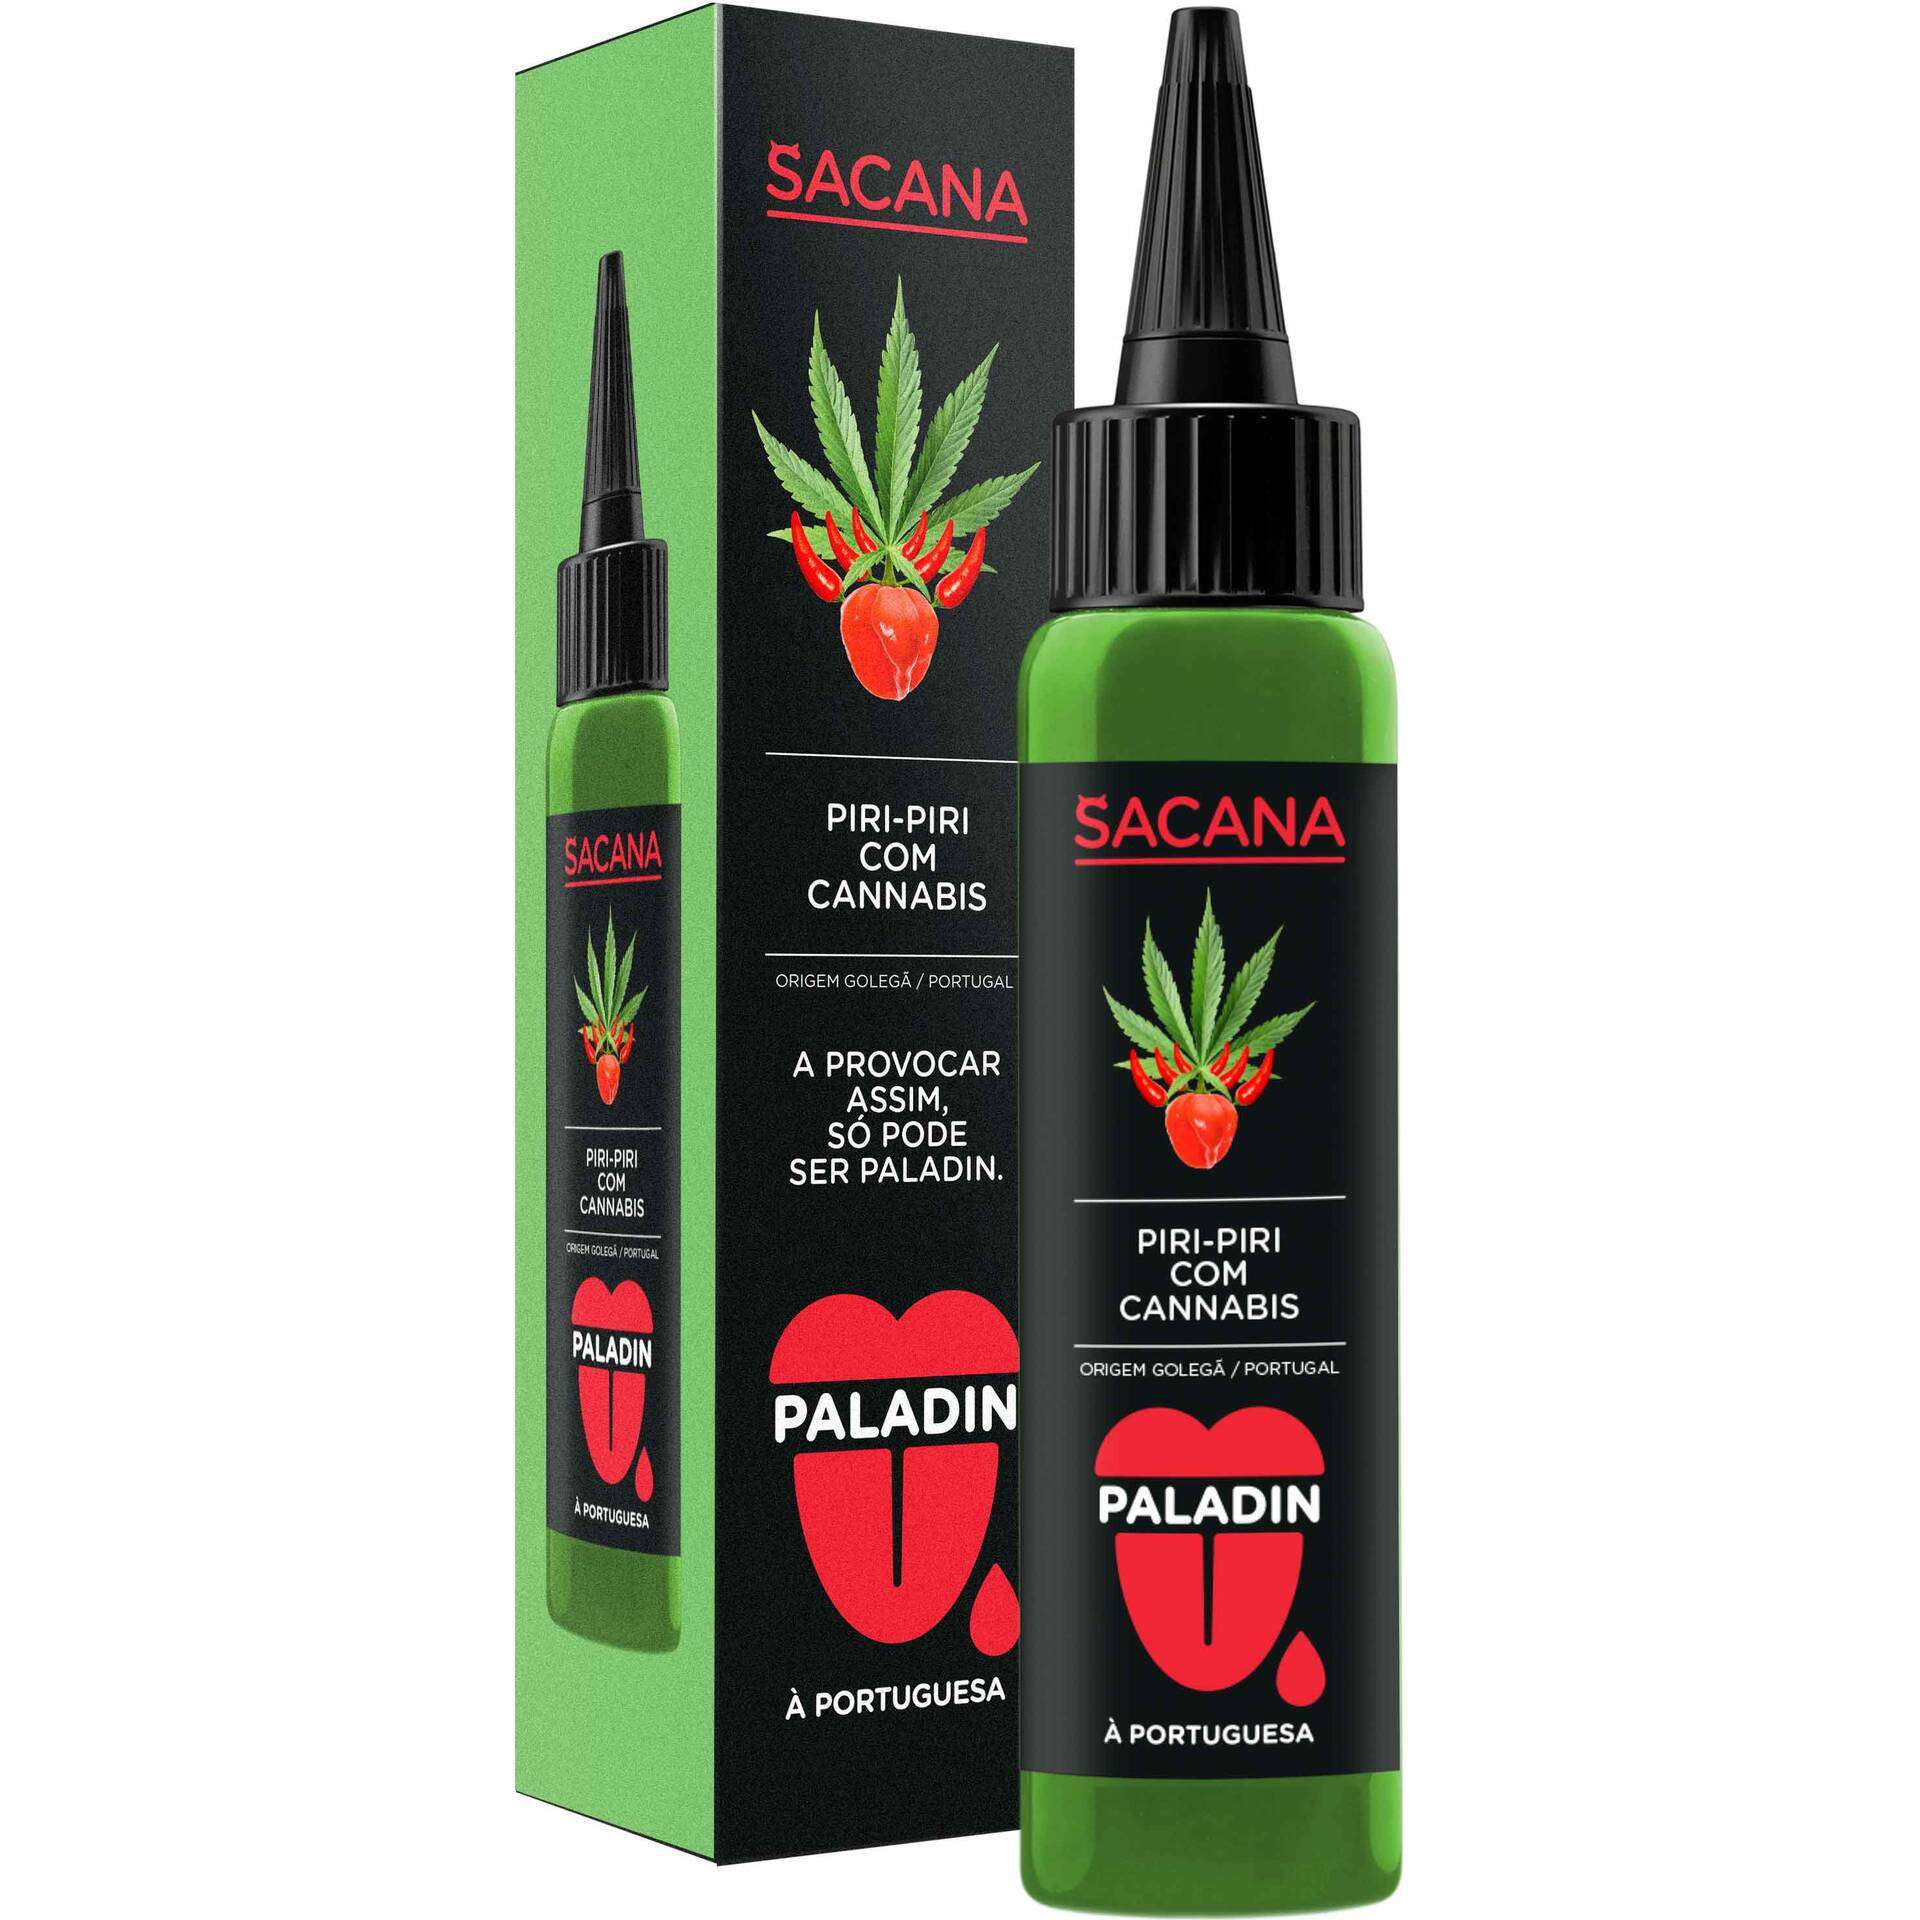 SACANA
PIRI-PIRI
COM
CANNABIS
ORIGEM GOLEGÃ / PORTUGAL
A PROVOCAR
ASSIM,
SÓ PODE
SER PALADIN.
PALADIN
À PORTUGUESA
SACANA
PIRI-PIRI
COM
CANNABIS
ORIGEM GOLEGÃ / PORTUGAL
PALADIN
À PORTUGUESA
SACANA
PIRI-PIRI
COM
CANNABIS
ORIGEM GOLEGÃ / PORTUGAL
PALADIN
À PORTUGUESA